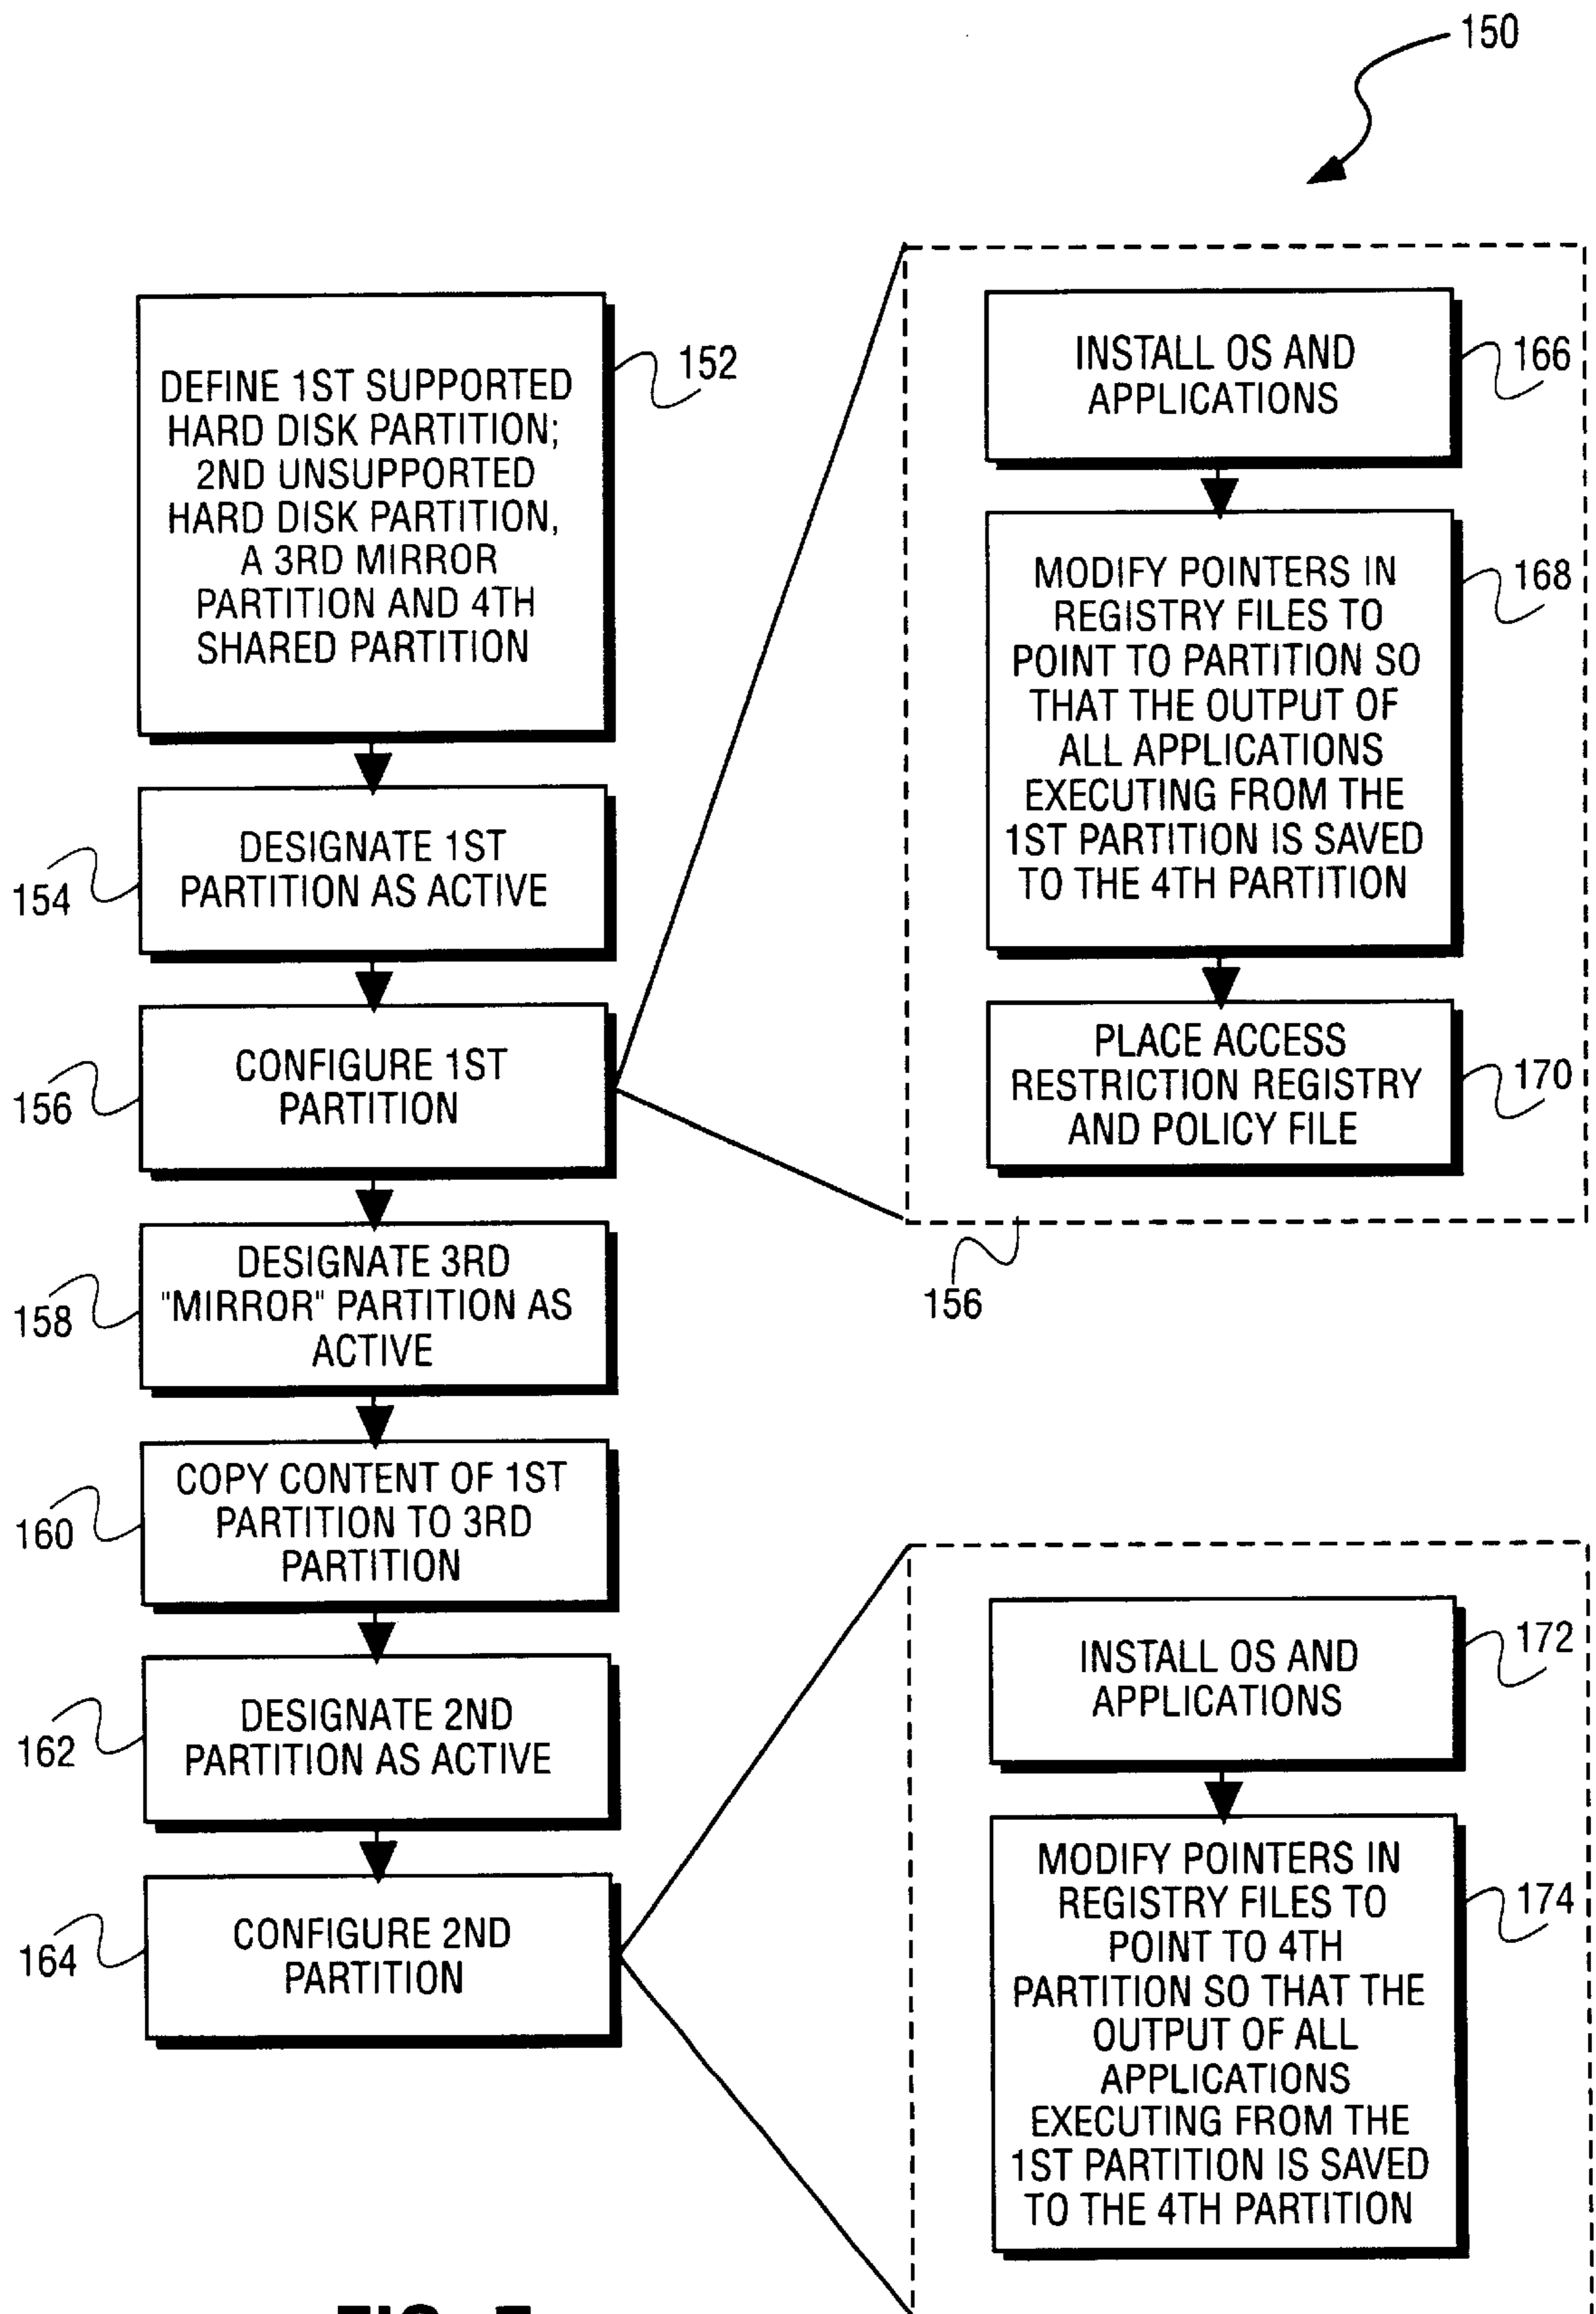 150
DEFINE 1ST SUPPORTED
HARD DISK PARTITION;
2ND UNSUPPORTED
HARD DISK PARTITION,
A 3RD MIRROR
PARTITION AND 4TH
SHARED PARTITION
152
DESIGNATE 1ST
PARTITION AS ACTIVE
154
CONFIGURE 1ST
PARTITION
156
DESIGNATE 3RD
"MIRROR" PARTITION AS
ACTIVE
158
COPY CONTENT OF 1ST
PARTITION TO 3RD
PARTITION
160
DESIGNATE 2ND
PARTITION AS ACTIVE
162
CONFIGURE 2ND
PARTITION
164
INSTALL OS AND
APPLICATIONS
166
MODIFY POINTERS IN
REGISTRY FILES TO
POINT TO PARTITION SO
THAT THE OUTPUT OF
ALL APPLICATIONS
EXECUTING FROM THE
1ST PARTITION IS SAVED
TO THE 4TH PARTITION
168
PLACE ACCESS
RESTRICTION REGISTRY
AND POLICY FILE
170
156
INSTALL OS AND
APPLICATIONS
172
MODIFY POINTERS IN
REGISTRY FILES TO
POINT TO 4TH
PARTITION SO THAT THE
OUTPUT OF ALL
APPLICATIONS
EXECUTING FROM THE
1ST PARTITION IS SAVED
TO THE 4TH PARTITION
174